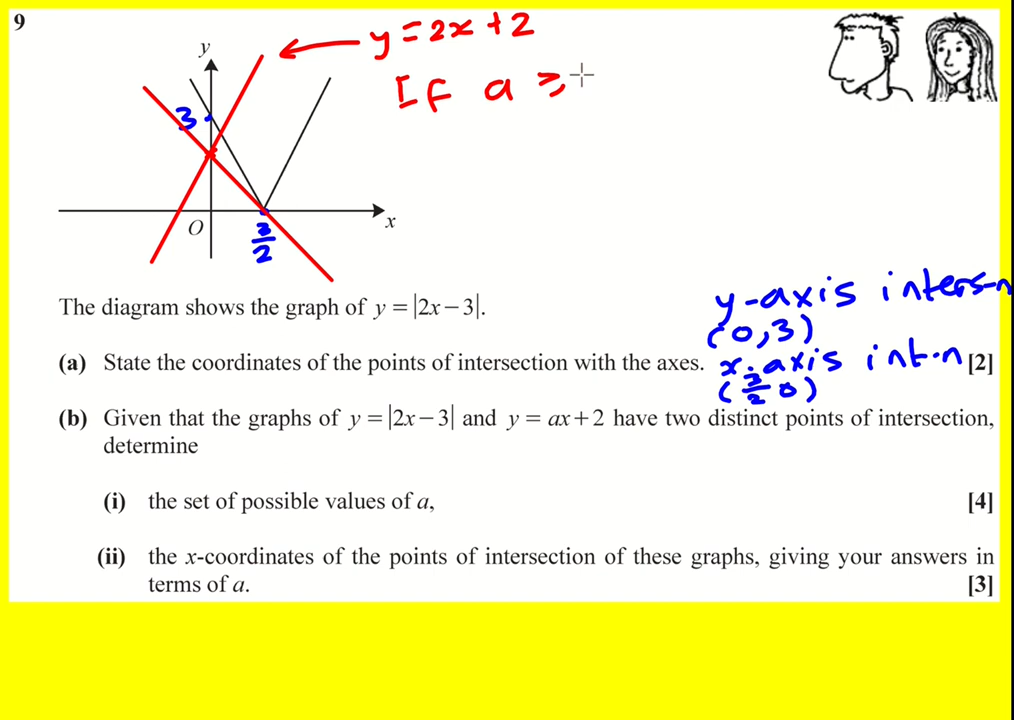 9
y = 2x + 2
If a ≥
y
3
O
x
3/2
The diagram shows the graph of y = |2x − 3|.
y-axis inters-n
(0,3)
(a) State the coordinates of the points of intersection with the axes. [2]
x-axis int.n
(3/2 0)
(b) Given that the graphs of y = |2x − 3| and y = ax + 2 have two distinct points of intersection,
determine
(i) the set of possible values of a, [4]
(ii) the x-coordinates of the points of intersection of these graphs, giving your answers in
terms of a. [3]